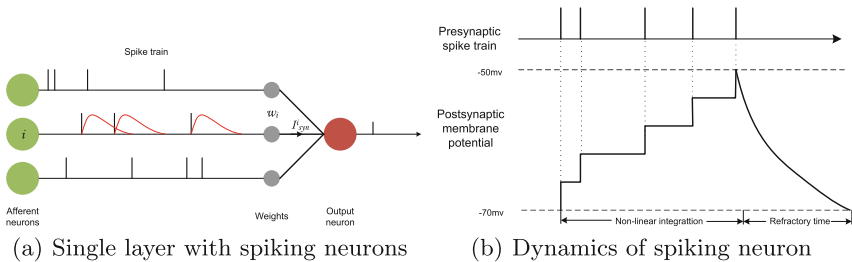 Spike train
w_i
i
I^i_syn
Afferent
neurons
Weights
Output
neuron
(a) Single layer with spiking neurons
Presynaptic
spike train
-50mv
Postsynaptic
membrane
potential
-70mv
Non-linear integrattion
Refractory time
(b) Dynamics of spiking neuron